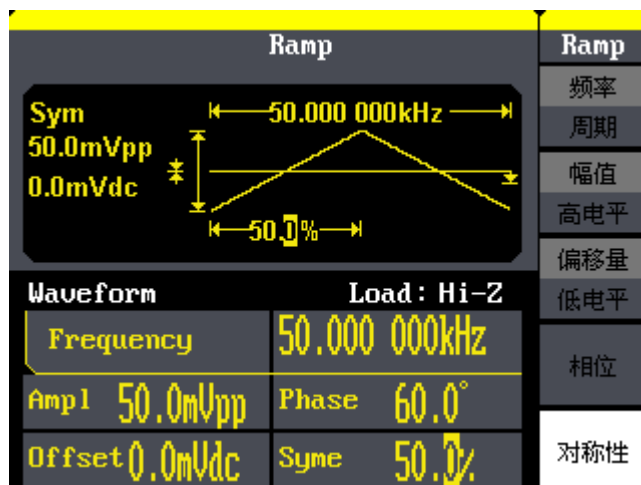 Ramp
Ramp
Sym
50.000 000kHz
50.0mVpp
0.0mVdc
50.0%
Waveform
Load: Hi-Z
Frequency
50.000 000kHz
Ampl 50.0mVpp
Phase 60.0°
Offset 0.0mVdc
Syme 50.0%
频率
周期
幅值
高电平
偏移量
低电平
相位
对称性